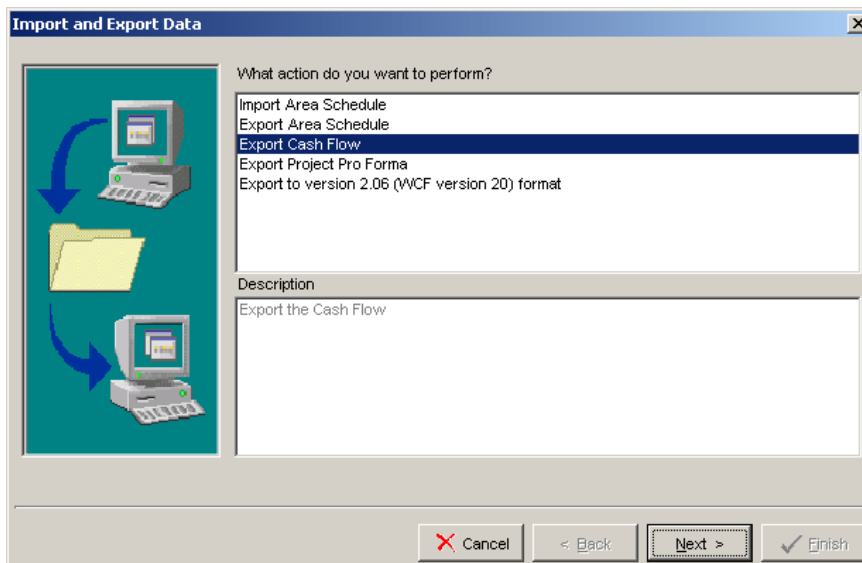 Import and Export Data
What action do you want to perform?
Import Area Schedule
Export Area Schedule
Export Cash Flow
Export Project Pro Forma
Export to version 2.06 (WCF version 20) format
Description
Export the Cash Flow
Cancel
< Back
Next >
Finish